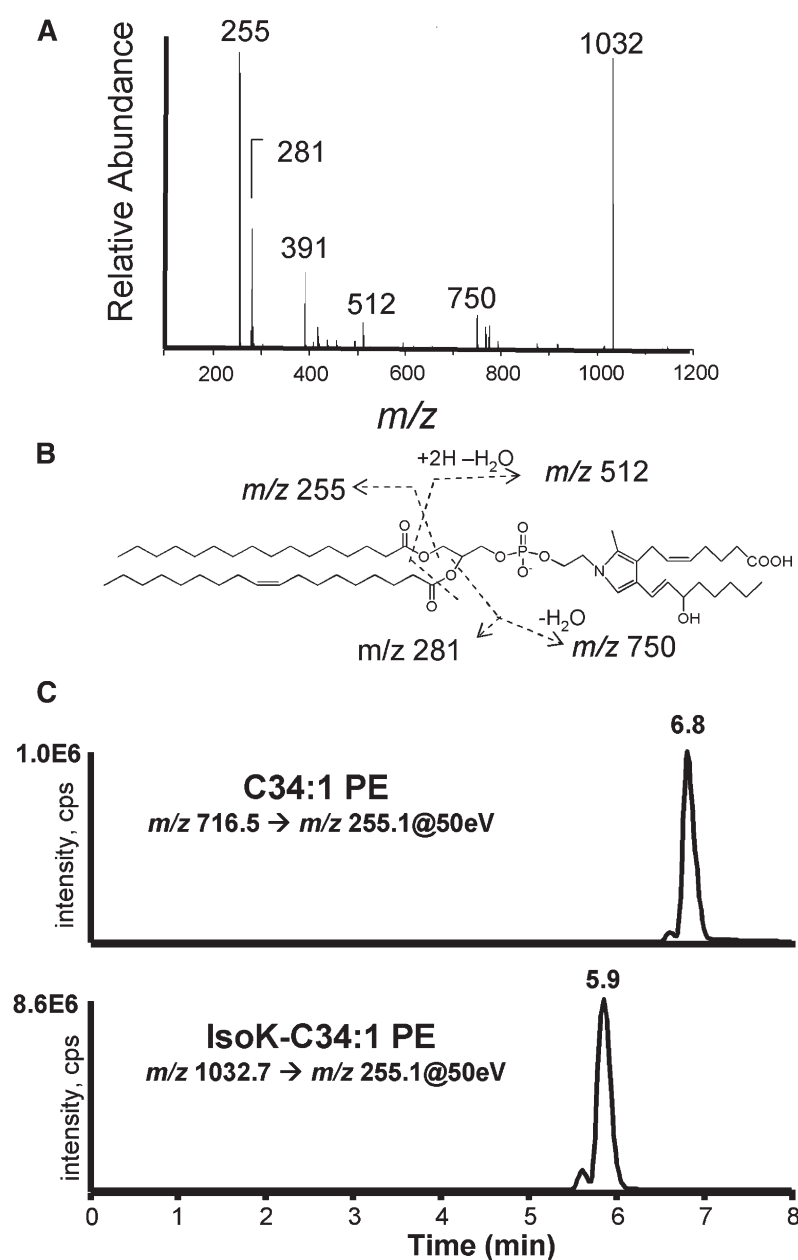 A
Relative Abundance
255
281
391
512
750
1032
200 400 600 800 1000 1200
m/z
B
+2H –H2O
m/z 255
m/z 512
O
O
O
O
O
P
O-
O
O
N
COOH
OH
-H2O
m/z 281
m/z 750
C
6.8
1.0E6
intensity, cps
C34:1 PE
m/z 716.5 → m/z 255.1@50eV
5.9
8.6E6
intensity, cps
IsoK-C34:1 PE
m/z 1032.7 → m/z 255.1@50eV
0 1 2 3 4 5 6 7 8
Time (min)